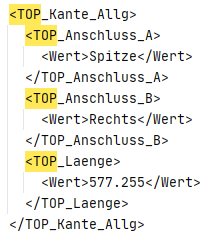 <TOP_Kante_Allg>
<TOP_Anschluss_A>
<Wert>Spitze</Wert>
</TOP_Anschluss_A>
<TOP_Anschluss_B>
<Wert>Rechts</Wert>
</TOP_Anschluss_B>
<TOP_Laenge>
<Wert>577.255</Wert>
</TOP_Laenge>
</TOP_Kante_Allg>